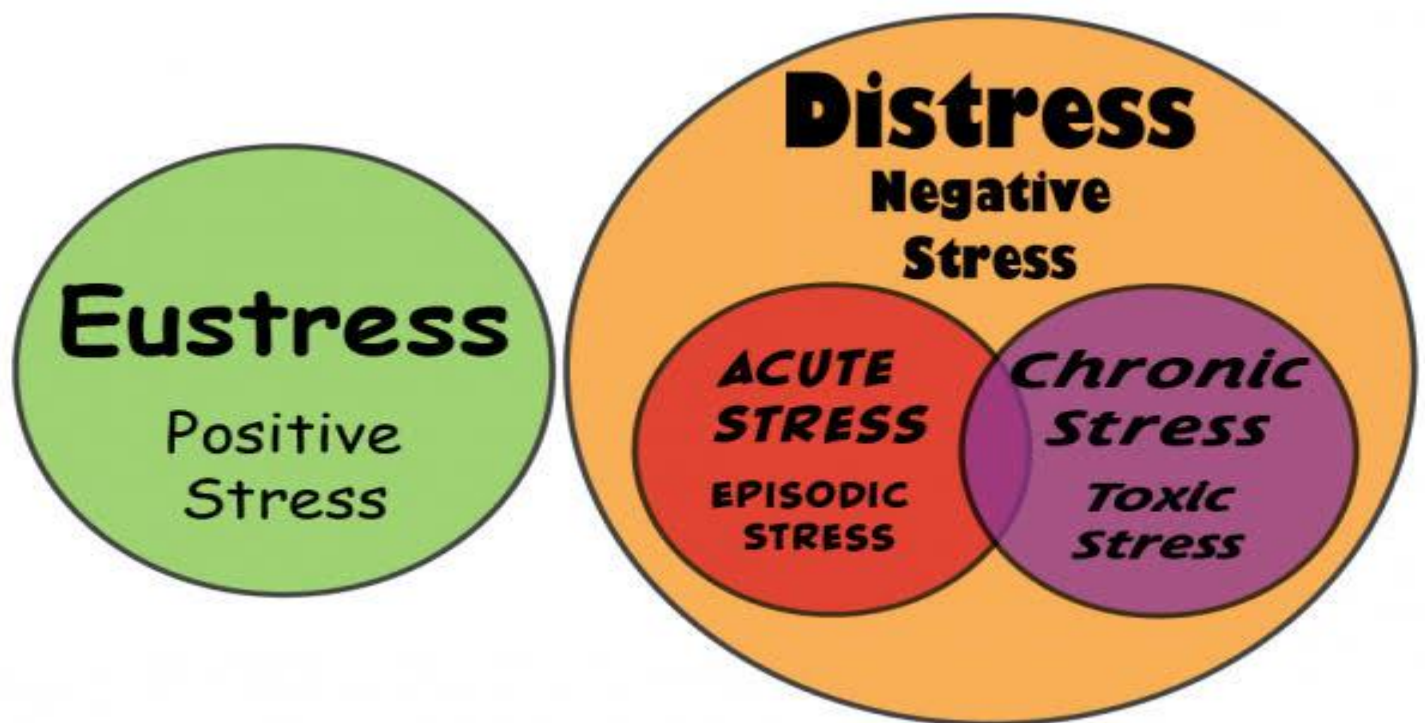 Eustress
Positive
Stress
Distress
Negative
Stress
ACUTE
STRESS
EPISODIC
STRESS
Chronic
Stress
Toxic
Stress